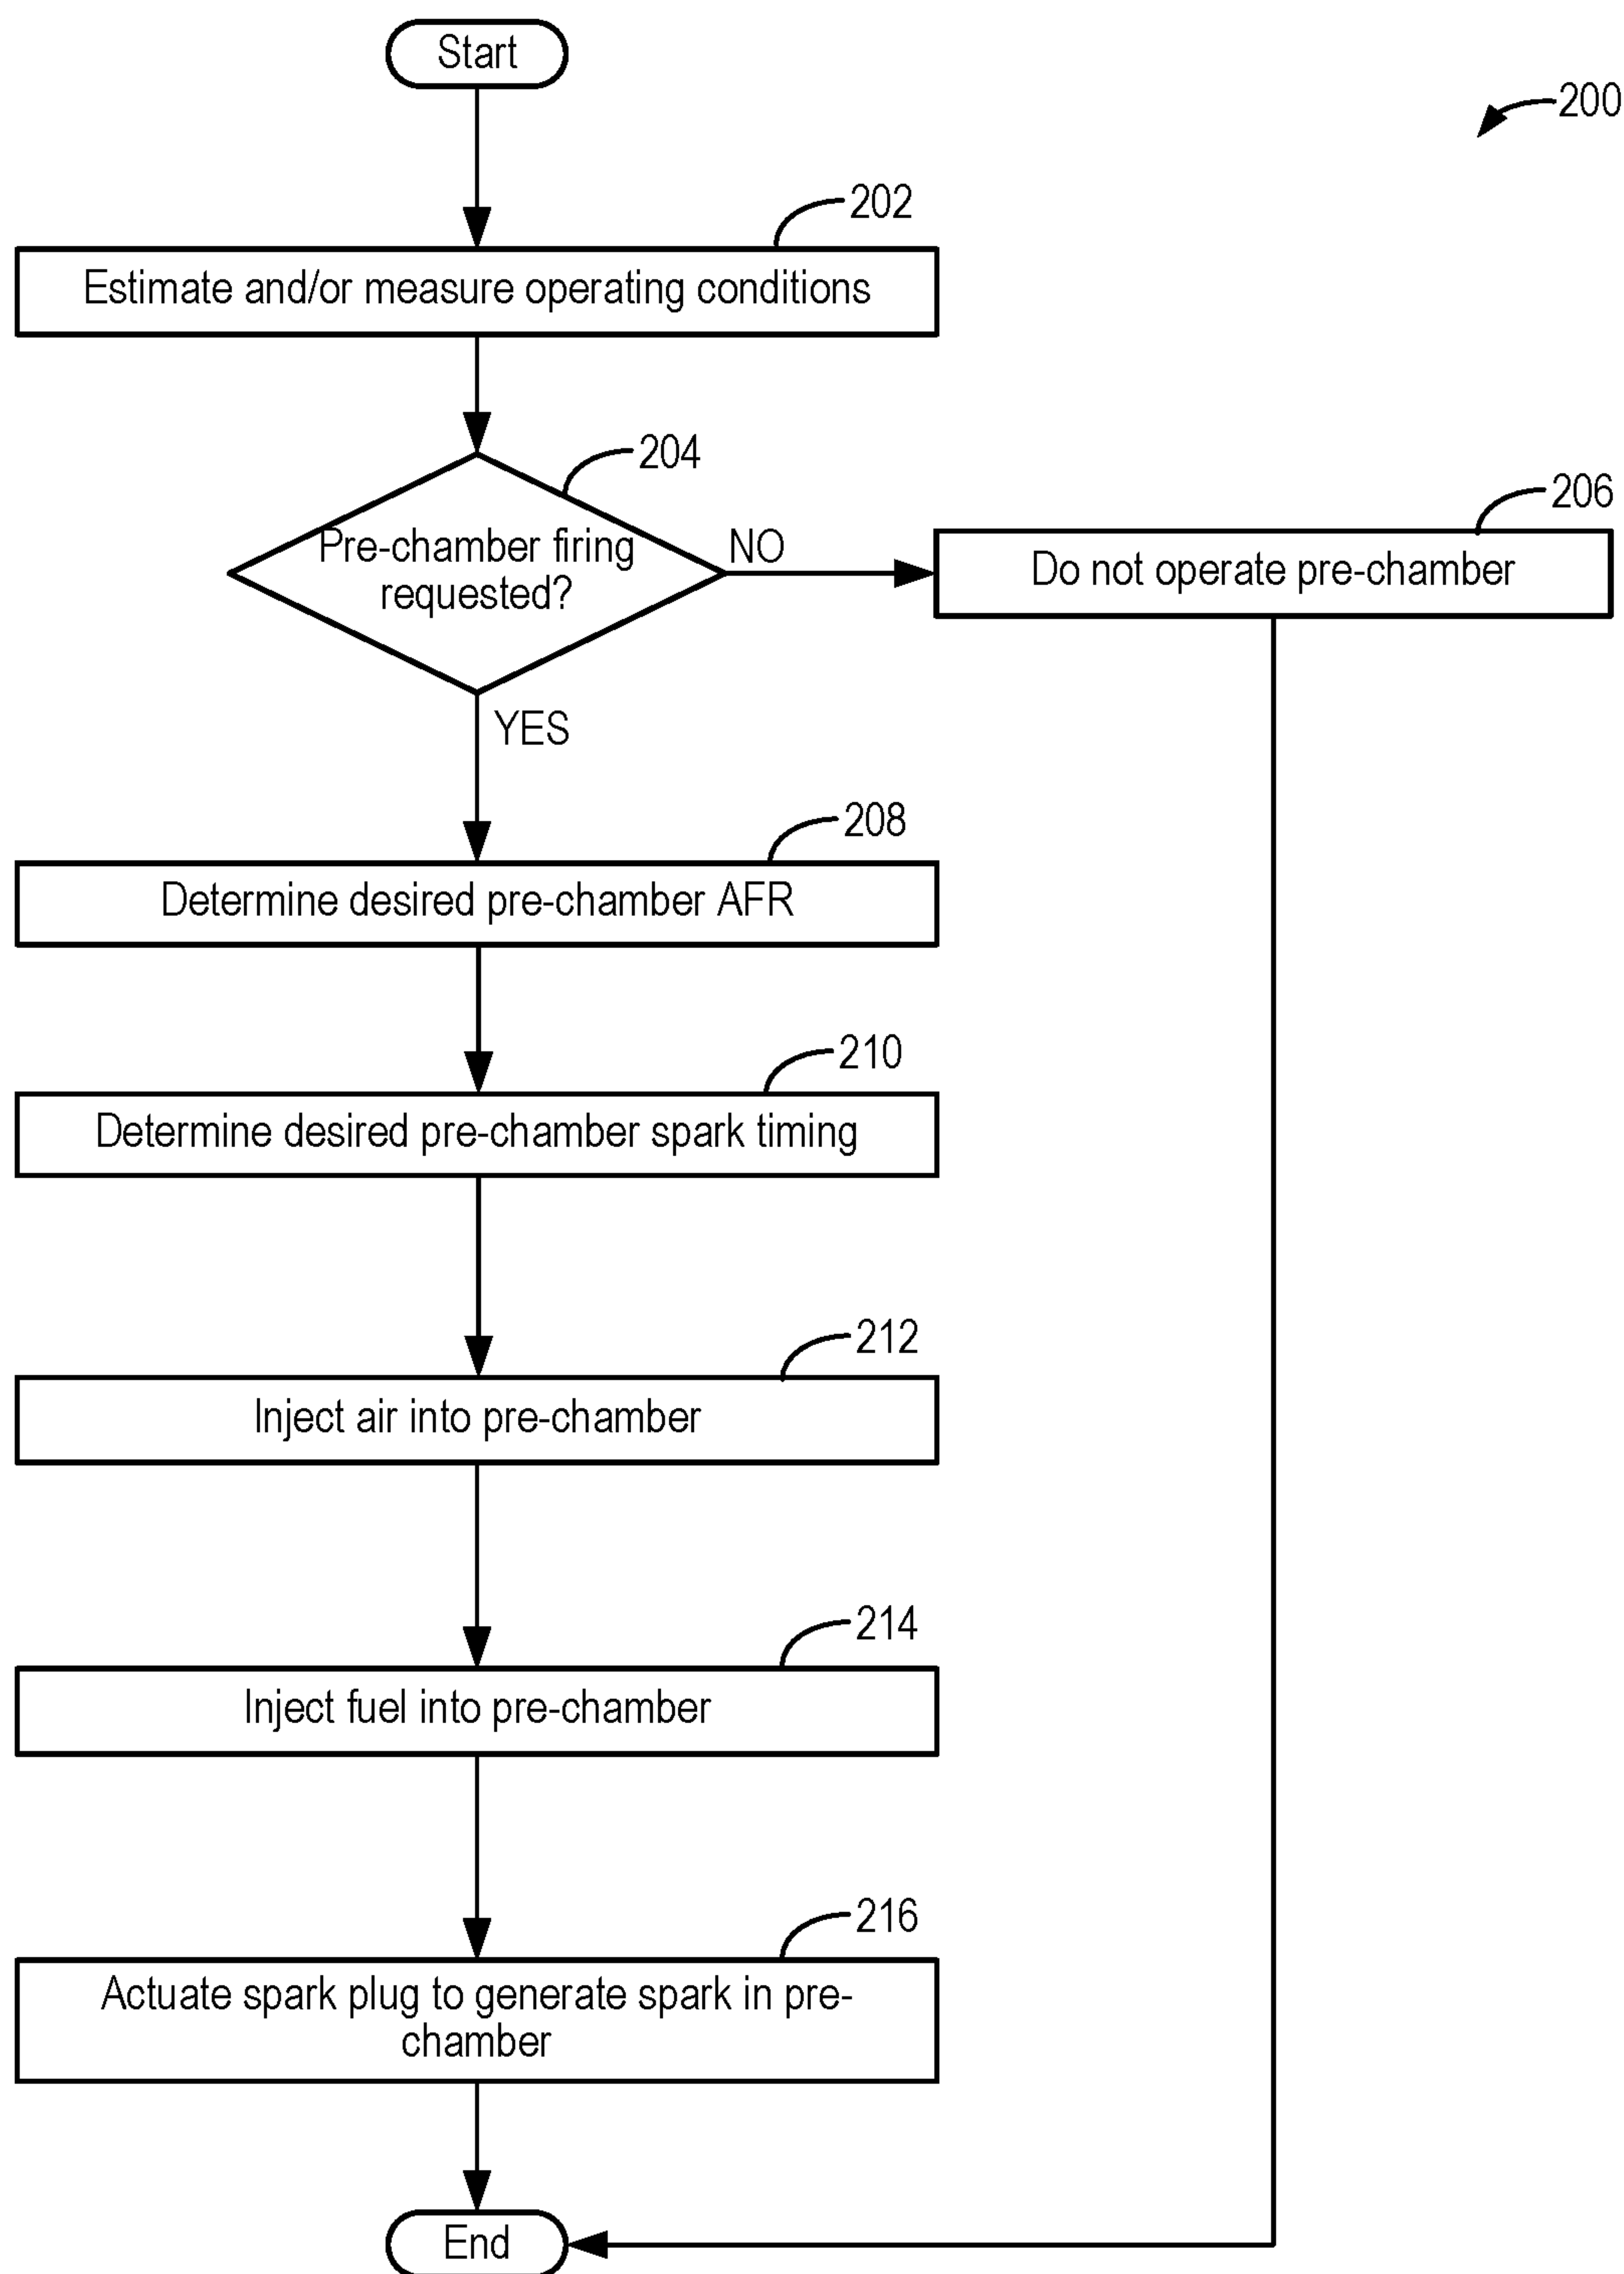 Start
200
202
Estimate and/or measure operating conditions
204
Pre-chamber firing
requested?
NO
206
Do not operate pre-chamber
YES
208
Determine desired pre-chamber AFR
210
Determine desired pre-chamber spark timing
212
Inject air into pre-chamber
214
Inject fuel into pre-chamber
216
Actuate spark plug to generate spark in pre-
chamber
End